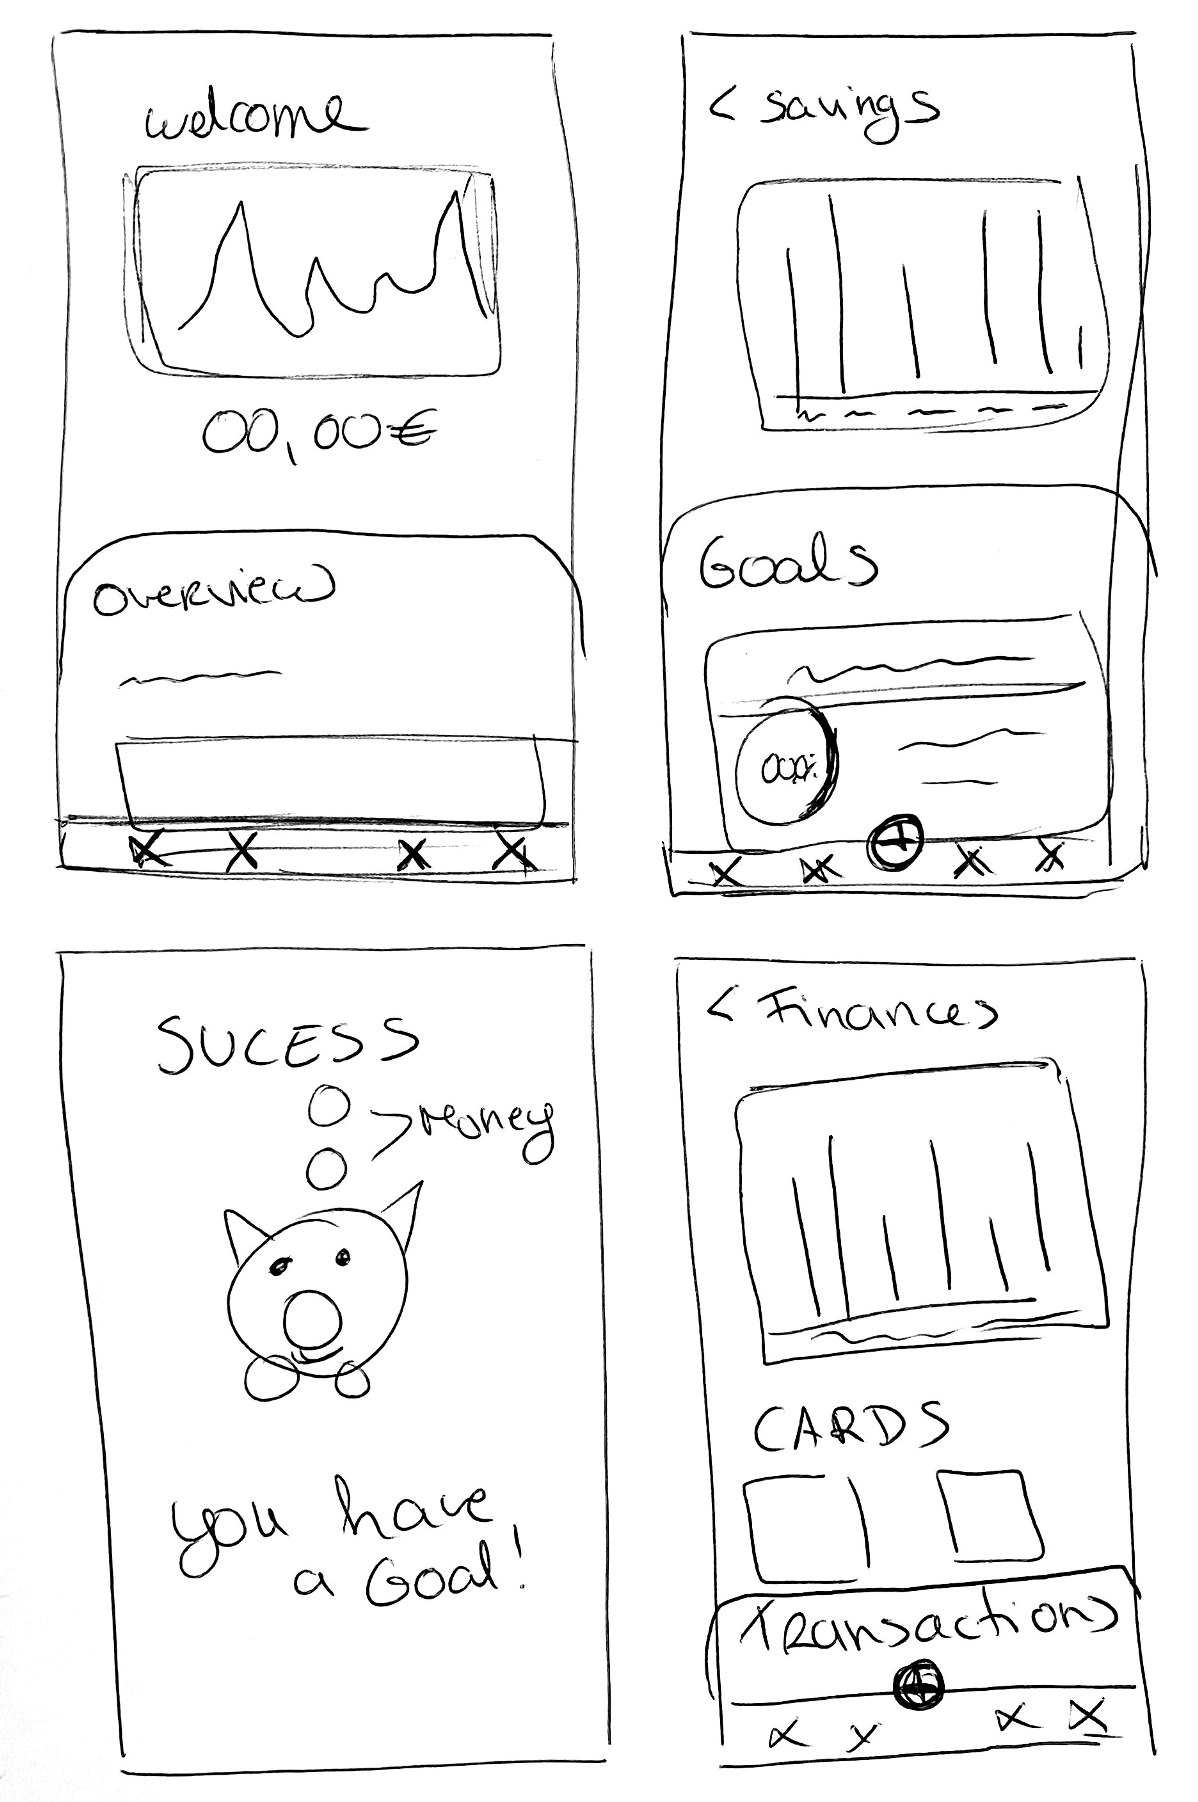 SUCESS
money
you have
a Goal!
welcome
00,00€
Overview
< Finances
CARDS
TRansaction
< Savings
Goals